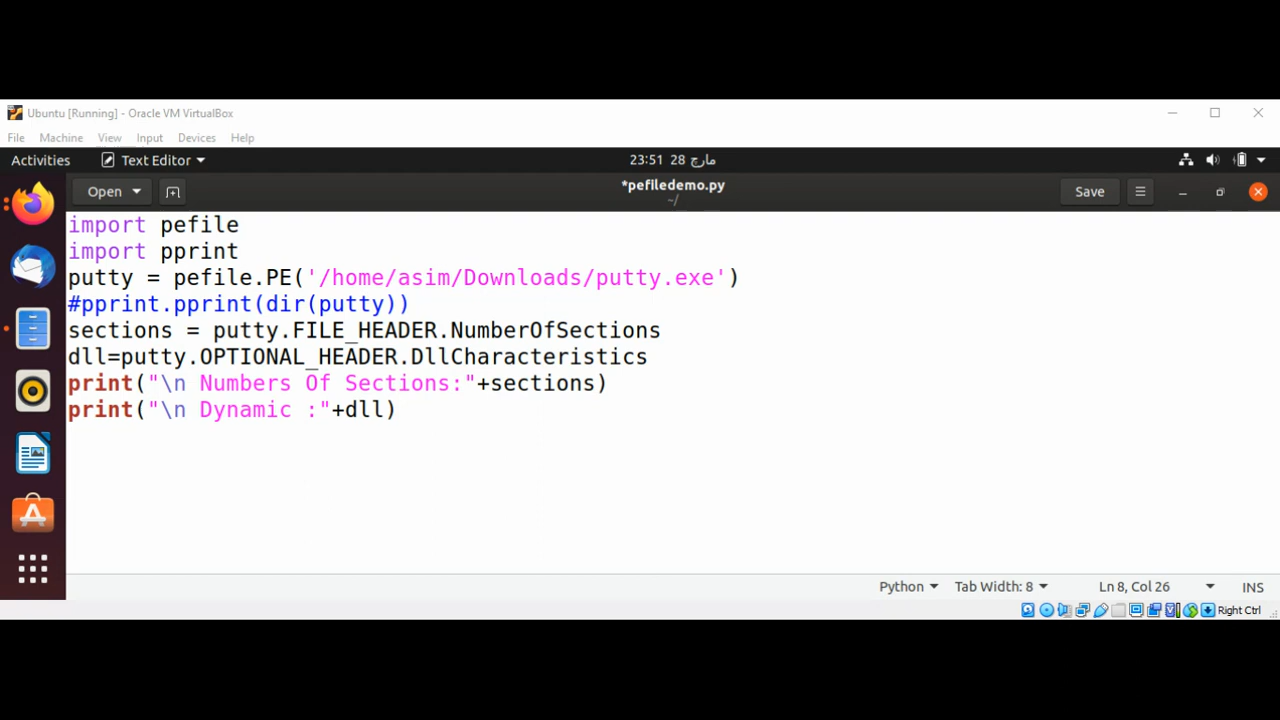 Ubuntu [Running] - Oracle VM VirtualBox
File Machine View Input Devices Help
Activities Text Editor 23:51 28 مارچ
Open *pefiledemo.py Save
~/
import pefile
import pprint
putty = pefile.PE('/home/asim/Downloads/putty.exe')
#pprint.pprint(dir(putty))
sections = putty.FILE_HEADER.NumberOfSections
dll=putty.OPTIONAL_HEADER.DllCharacteristics
print("\n Numbers Of Sections:"+sections)
print("\n Dynamic :"+dll)
Python Tab Width: 8 Ln 8, Col 26 INS
Right Ctrl